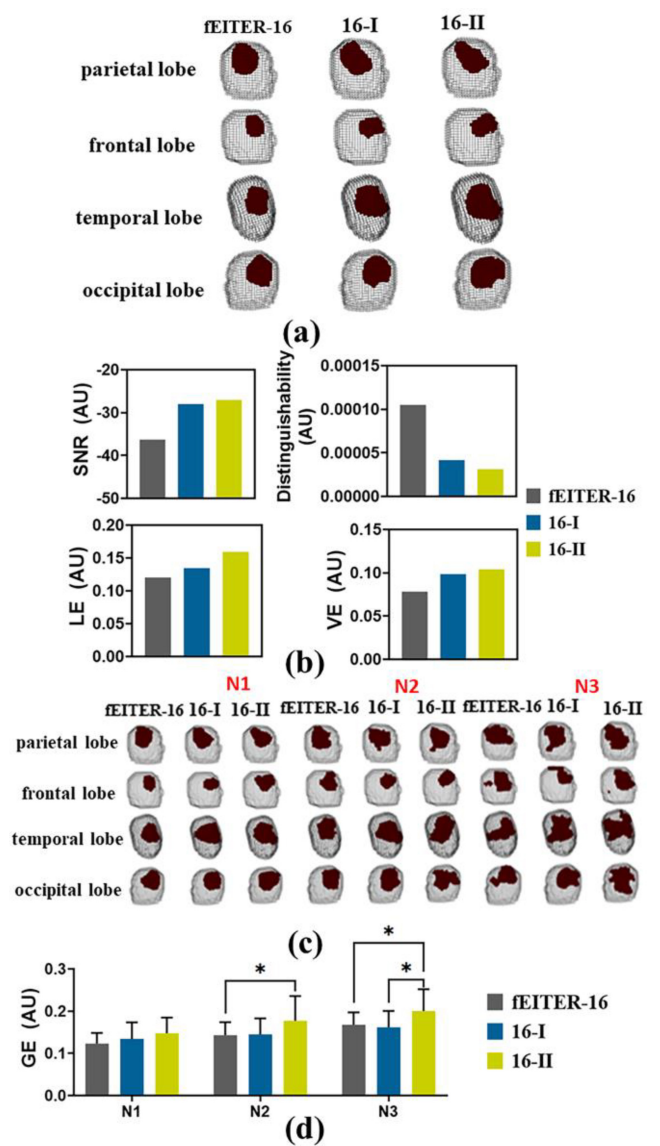 fEITER-16 16-I 16-II
parietal lobe
frontal lobe
temporal lobe
occipital lobe
(a)
SNR (AU)
-20
-30
-40
-50
Distinguishability (AU)
0.00015
0.00010
0.00005
0.00000
fEITER-16
16-I
16-II
LE (AU)
0.20
0.15
0.10
0.05
0.00
VE (AU)
0.15
0.10
0.05
0.00
(b)
N1 N2 N3
fEITER-16 16-I 16-II fEITER-16 16-I 16-II fEITER-16 16-I 16-II
parietal lobe
frontal lobe
temporal lobe
occipital lobe
(c)
GE (AU)
0.3
0.2
0.1
0.0
* * *
N1 N2 N3
fEITER-16
16-I
16-II
(d)